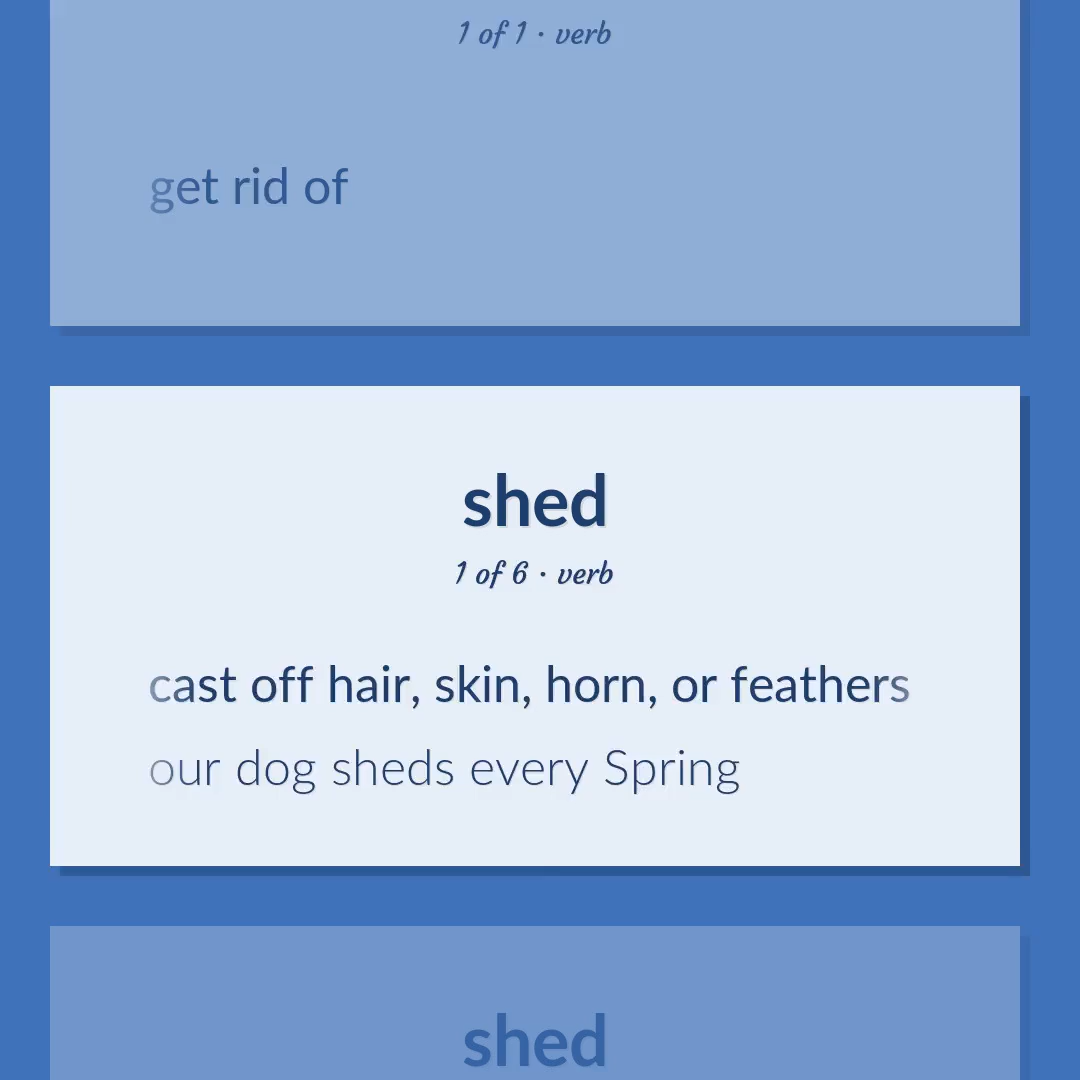 1 of 1 · verb
get rid of
shed
1 of 6 · verb
cast off hair, skin, horn, or feathers
our dog sheds every Spring
shed